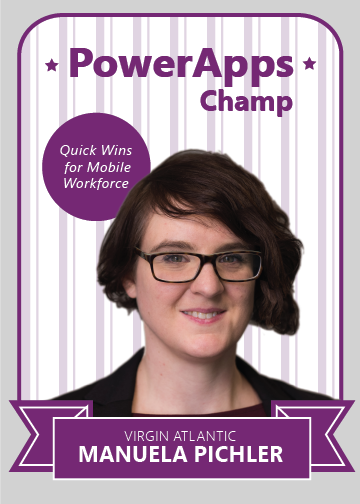 PowerApps
Champ
Quick Wins
for Mobile
Workforce
VIRGIN ATLANTIC
MANUELA PICHLER